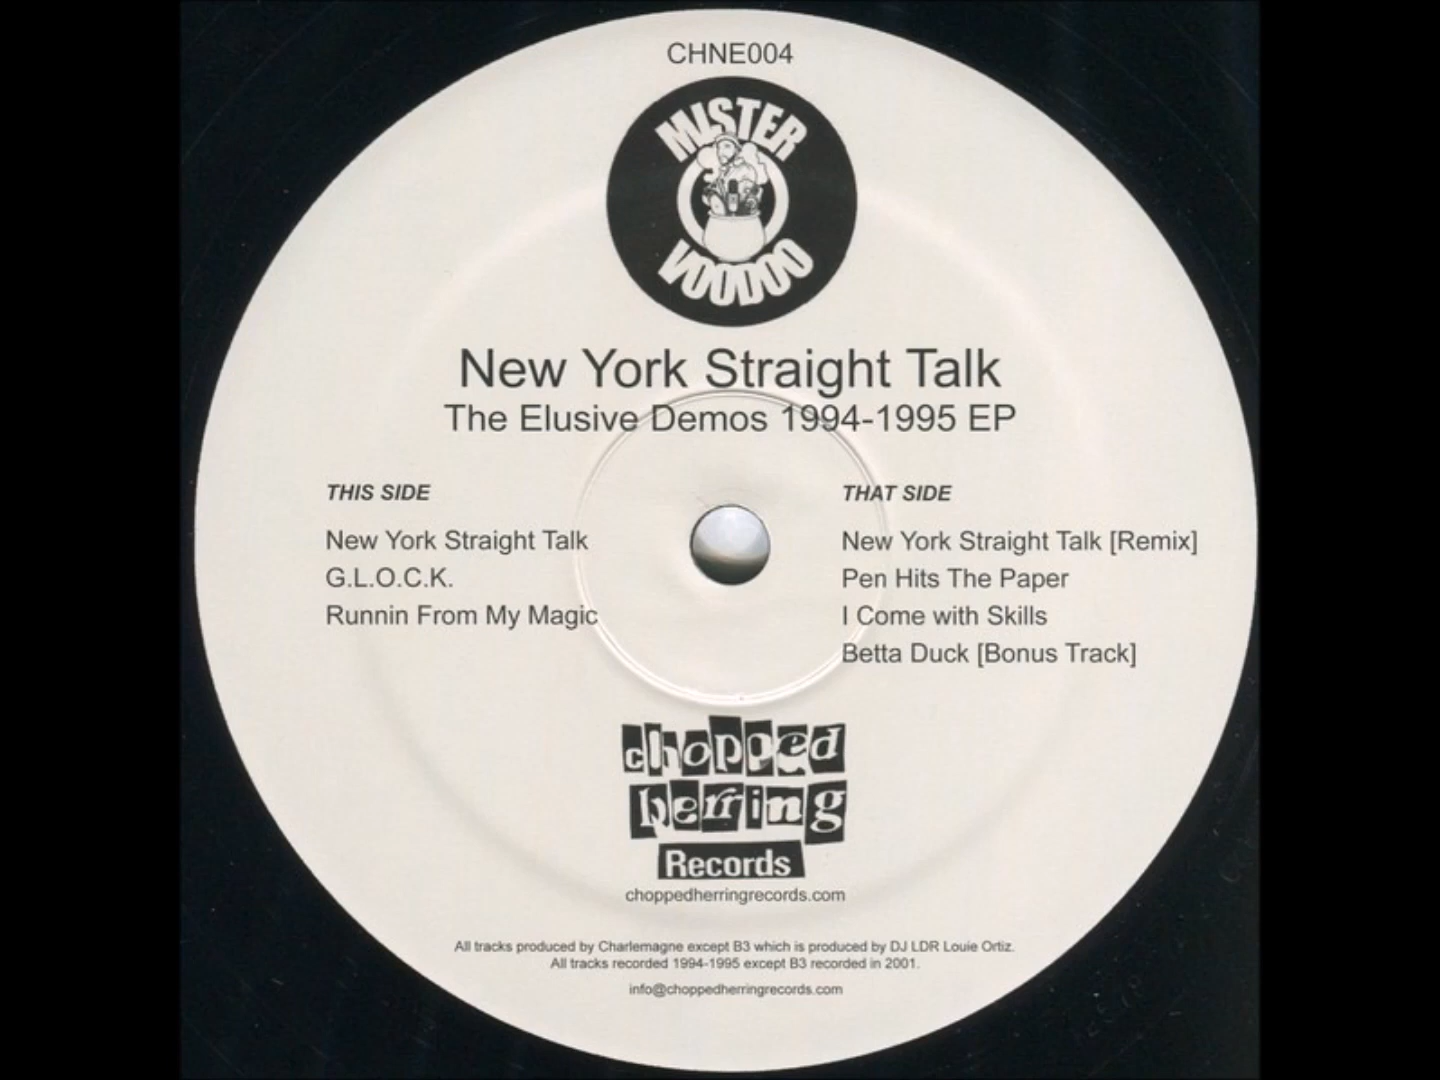 CHNE004
MISTER
VOODOO
New York Straight Talk
The Elusive Demos 1994-1995 EP
THIS SIDE
New York Straight Talk
G.L.O.C.K.
Runnin From My Magic
THAT SIDE
New York Straight Talk [Remix]
Pen Hits The Paper
I Come with Skills
Betta Duck [Bonus Track]
chopped
herring
Records
choppedherringrecords.com
All tracks produced by Charlemagne except B3 which is produced by DJ LDR Louie Ortiz.
All tracks recorded 1994-1995 except B3 recorded in 2001.
info@choppedherringrecords.com